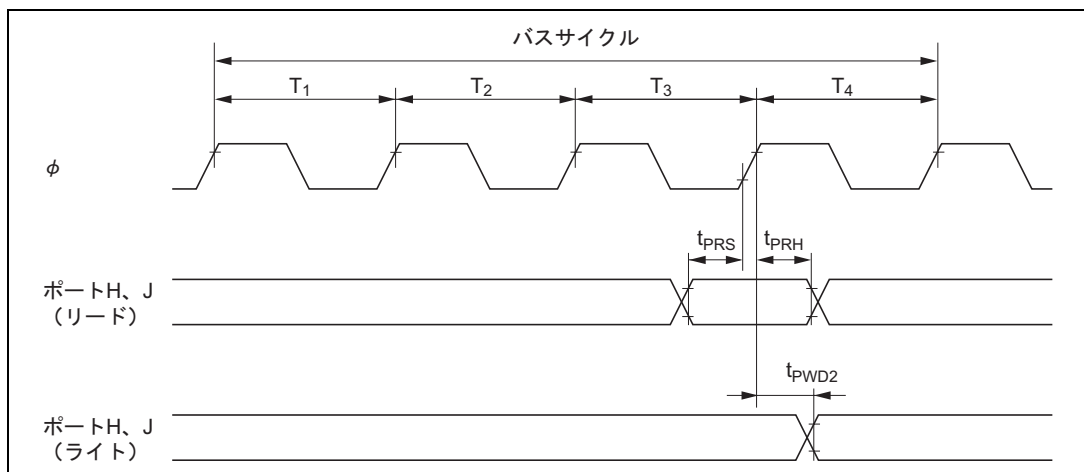 バスサイクル
T1 T2 T3 T4
φ
tPRS tPRH
ポートH、J
（リード）
tPWD2
ポートH、J
（ライト）